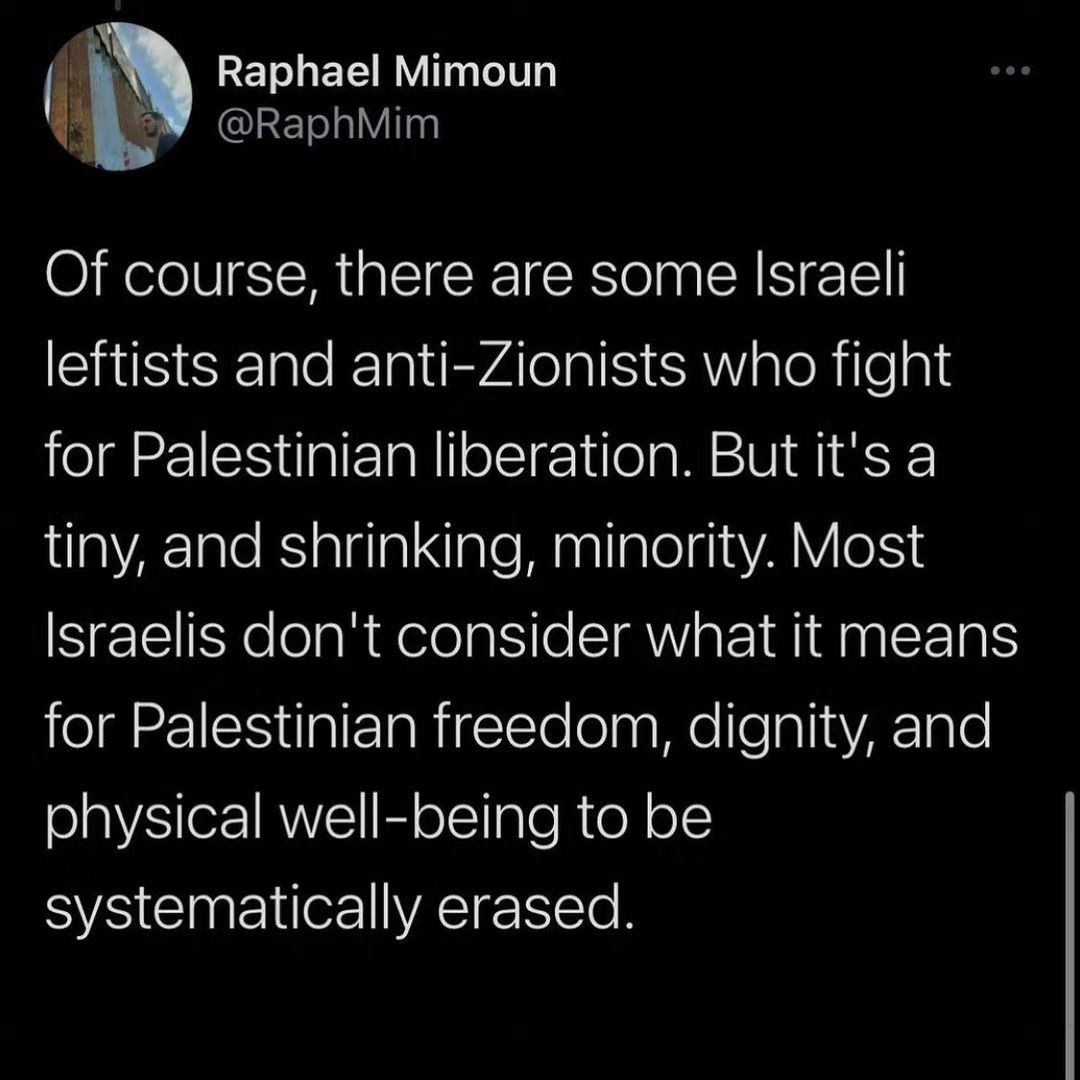 Raphael Mimoun
@RaphMim
Of course, there are some Israeli
leftists and anti-Zionists who fight
for Palestinian liberation. But it's a
tiny, and shrinking, minority. Most
Israelis don't consider what it means
for Palestinian freedom, dignity, and
physical well-being to be
systematically erased.